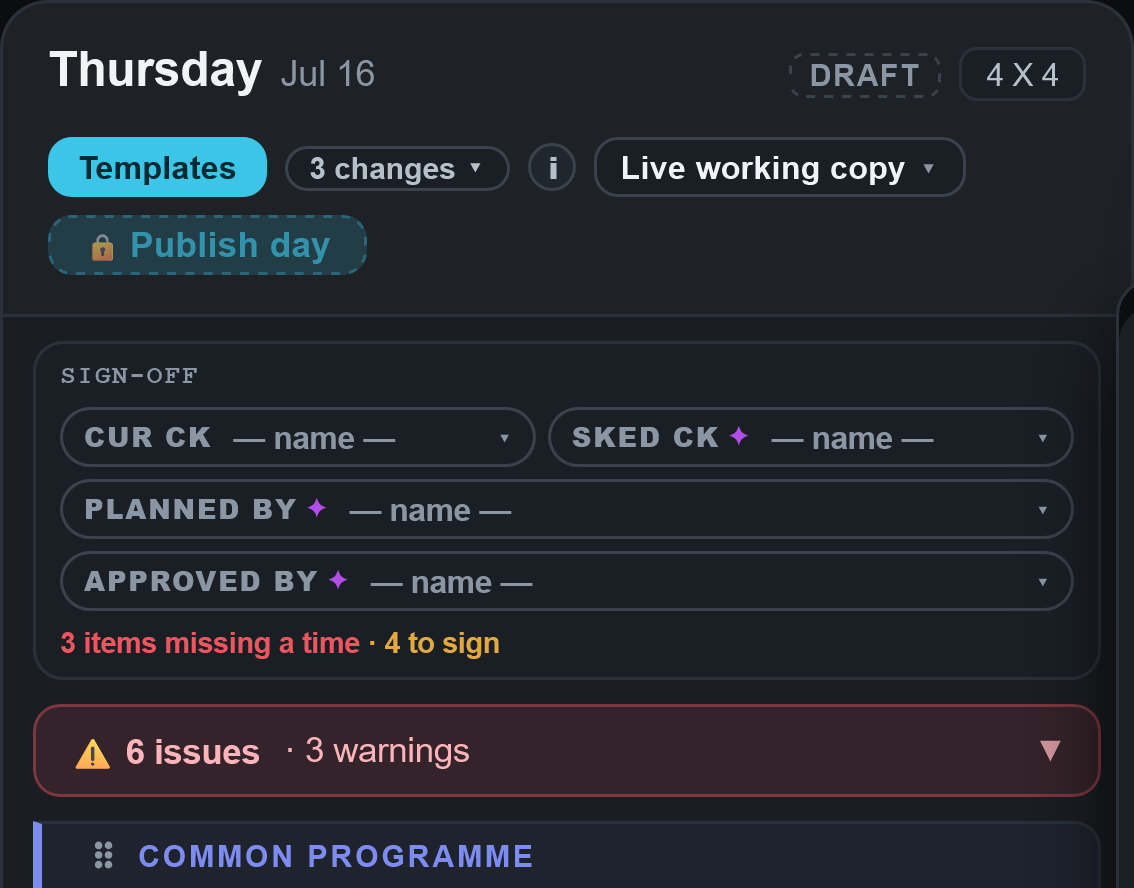 Thursday Jul 16 DRAFT 4 X 4
Templates 3 changes ▼ i Live working copy ▼
🔒 Publish day
SIGN-OFF
CUR CK — name — ▼ SKED CK ✦ — name — ▼
PLANNED BY ✦ — name — ▼
APPROVED BY ✦ — name — ▼
3 items missing a time · 4 to sign
⚠️ 6 issues · 3 warnings ▼
⠿ COMMON PROGRAMME